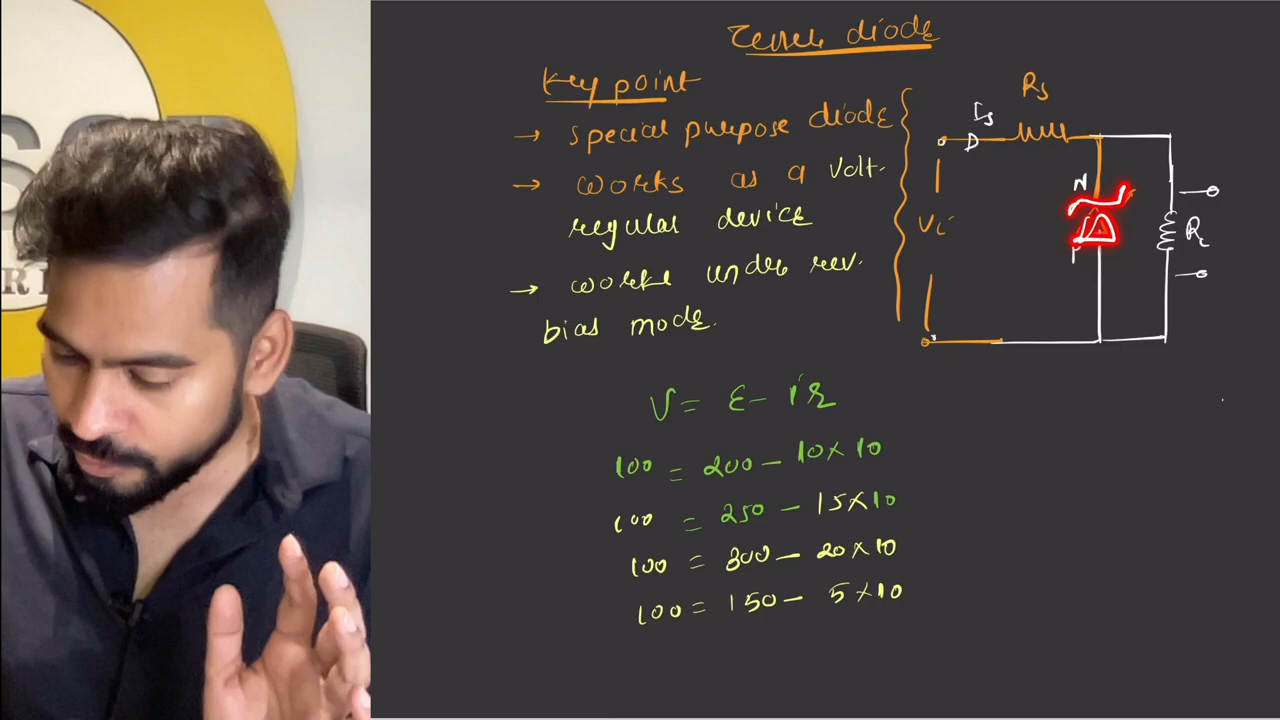 Zener diode
Key point
→ special purpose diode
→ works as a volt.
regular device
→ works under rev.
bias mode.
Is
Rs
Vi
N
P
RL
V = ε - ir
100 = 200 - 10 × 10
100 = 250 - 15 × 10
100 = 300 - 20 × 10
100 = 150 - 5 × 10